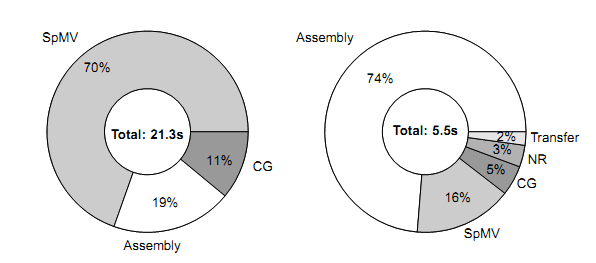 SpMV
70%
Total: 21.3s
11%
CG
19%
Assembly
Assembly
74%
Total: 5.5s
2%
Transfer
3%
NR
5%
CG
16%
SpMV